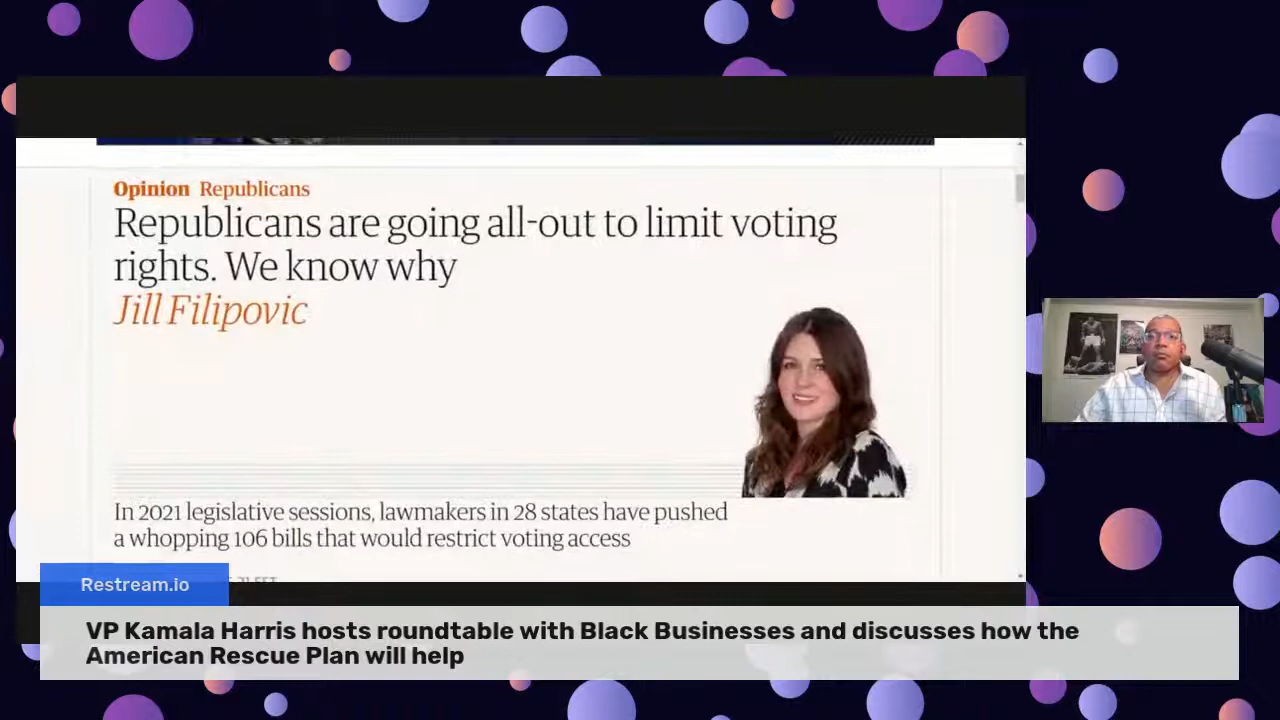 Opinion Republicans
Republicans are going all-out to limit voting
rights. We know why
Jill Filipovic
In 2021 legislative sessions, lawmakers in 28 states have pushed
a whopping 106 bills that would restrict voting access
Restream.io
VP Kamala Harris hosts roundtable with Black Businesses and discusses how the
American Rescue Plan will help